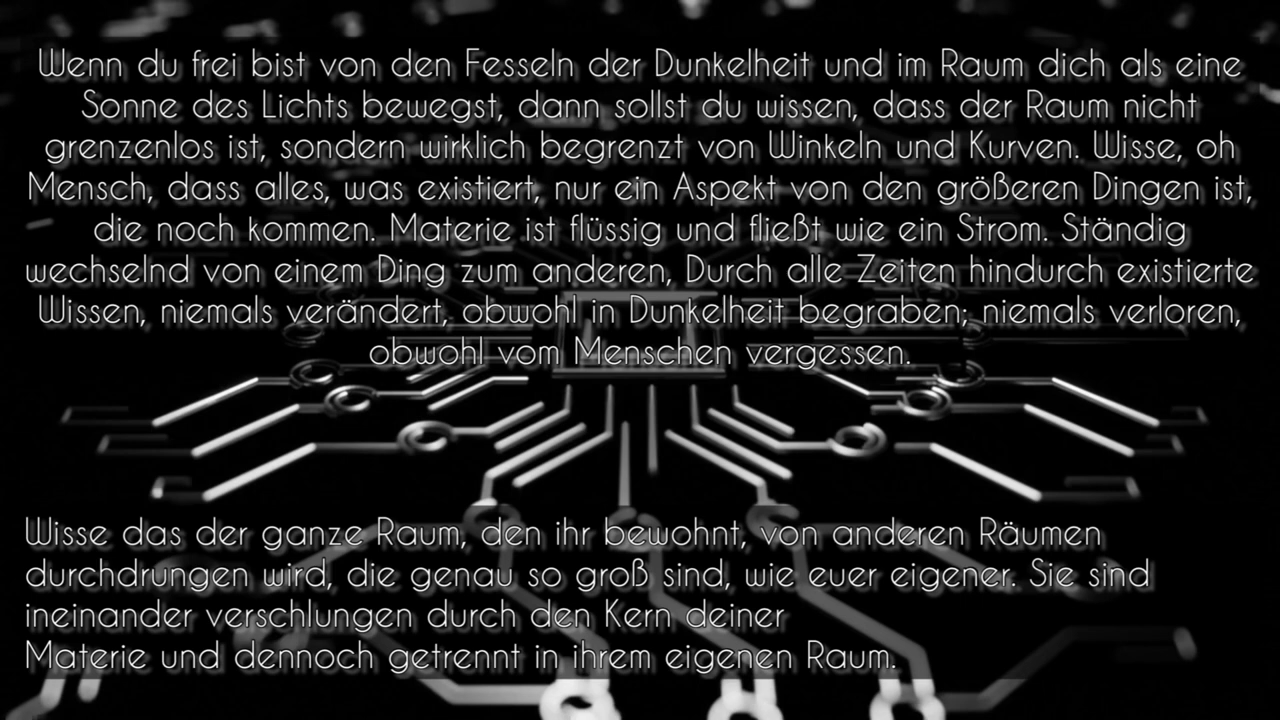 Wenn du frei bist von den Fesseln der Dunkelheit und im Raum dich als eine
Sonne des Lichts bewegst, dann sollst du wissen, dass der Raum nicht
grenzenlos ist, sondern wirklich begrenzt von Winkeln und Kurven. Wisse, oh
Mensch, dass alles, was existiert, nur ein Aspekt von den größeren Dingen ist,
die noch kommen. Materie ist flüssig und fließt wie ein Strom. Ständig
wechselnd von einem Ding zum anderen, Durch alle Zeiten hindurch existierte
Wissen, niemals verändert, obwohl in Dunkelheit begraben; niemals verloren,
obwohl vom Menschen vergessen.
Wisse das der ganze Raum, den ihr bewohnt, von anderen Räumen
durchdrungen wird, die genau so groß sind, wie euer eigener. Sie sind
ineinander verschlungen durch den Kern deiner
Materie und dennoch getrennt in ihrem eigenen Raum.